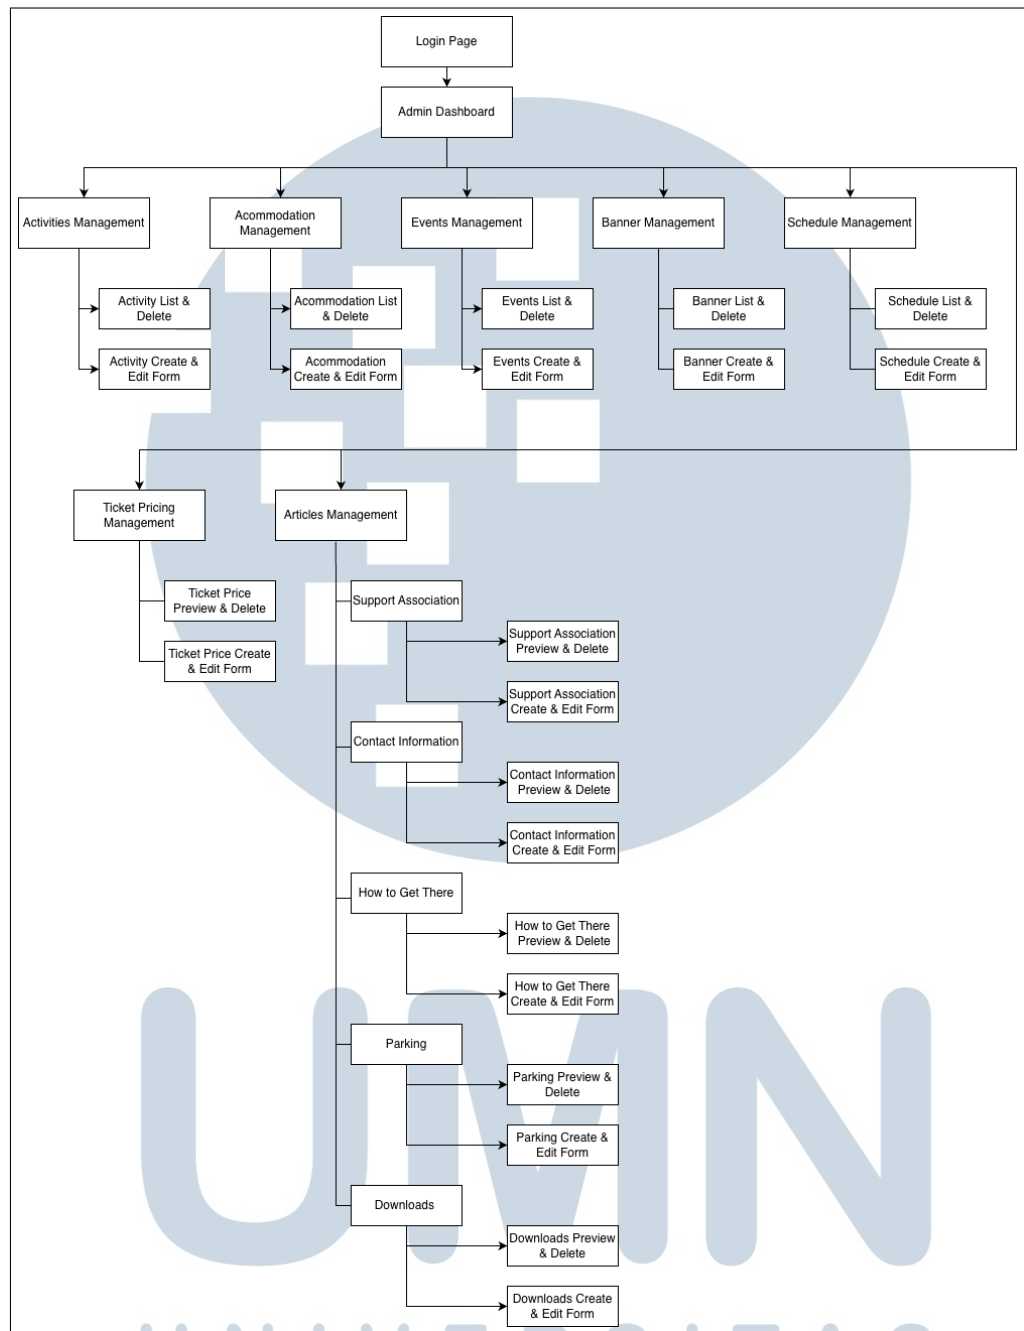 Login Page
Admin Dashboard
Activities Management
Acommodation
Management
Events Management
Banner Management
Schedule Management
Activity List &
Delete
Acommodation List
& Delete
Events List &
Delete
Banner List &
Delete
Schedule List &
Delete
Activity Create &
Edit Form
Acommodation
Create & Edit Form
Events Create &
Edit Form
Banner Create &
Edit Form
Schedule Create &
Edit Form
Ticket Pricing
Management
Articles Management
Ticket Price
Preview & Delete
Ticket Price Create
& Edit Form
Support Association
Support Association
Preview & Delete
Support Association
Create & Edit Form
Contact Information
Contact Information
Preview & Delete
Contact Information
Create & Edit Form
How to Get There
How to Get There
Preview & Delete
How to Get There
Create & Edit Form
Parking
Parking Preview &
Delete
Parking Create &
Edit Form
Downloads
Downloads Preview
& Delete
Downloads Create
& Edit Form
UMN